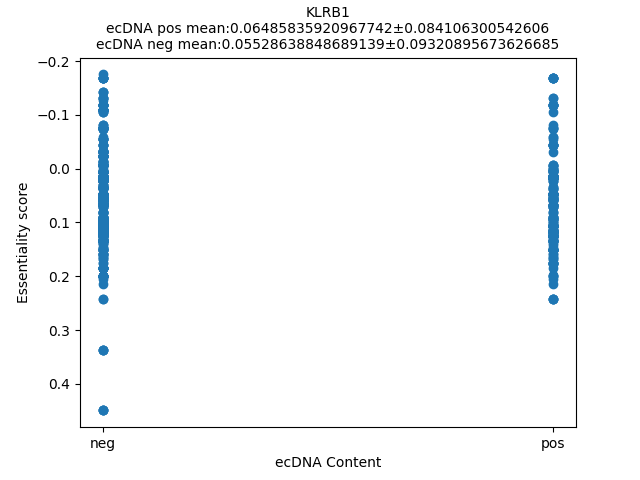 KLRB1
ecDNA pos mean:0.06485835920967742±0.084106300542606
ecDNA neg mean:0.05528638848689139±0.09320895673626685
−0.2
−0.1
0.0
0.1
0.2
0.3
0.4
Essentiality score
neg
pos
ecDNA Content